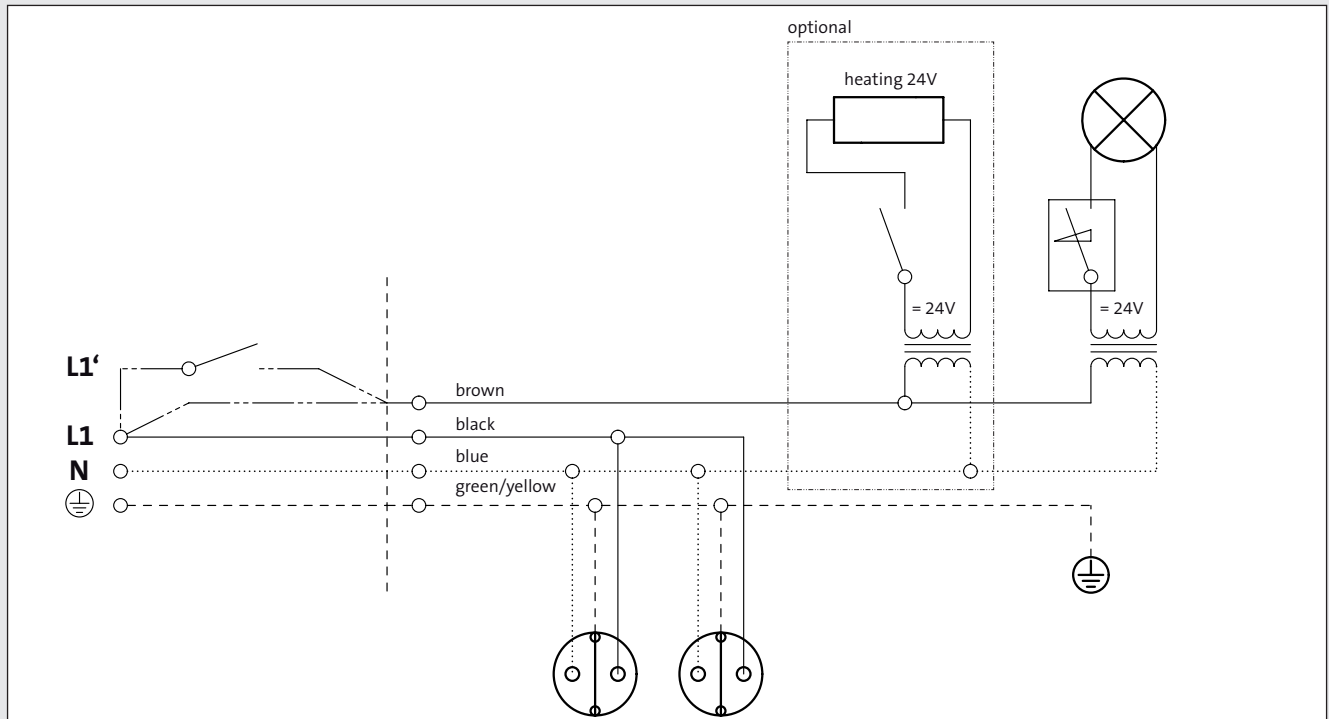 optional
heating 24V
= 24V
= 24V
L1‘
brown
L1
black
N
blue
green/yellow